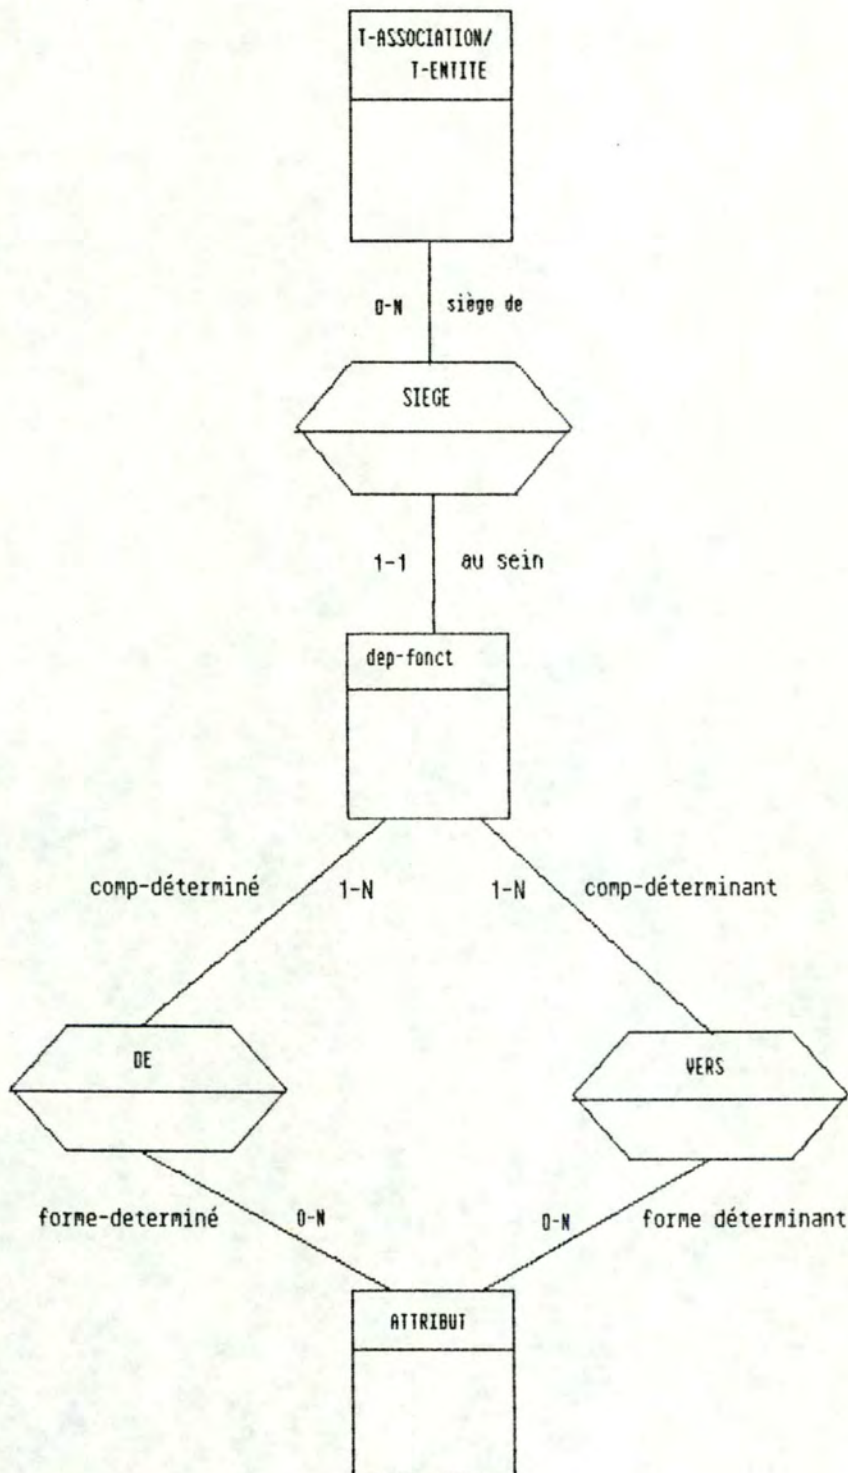 T-ASSOCIATION/
T-ENTITE
0-N siège de
SIEGE
1-1 au sein
dep-fonct
comp-déterminé 1-N 1-N comp-déterminant
DE
VERS
forme-determiné 0-N 0-N forme déterminant
ATTRIBUT